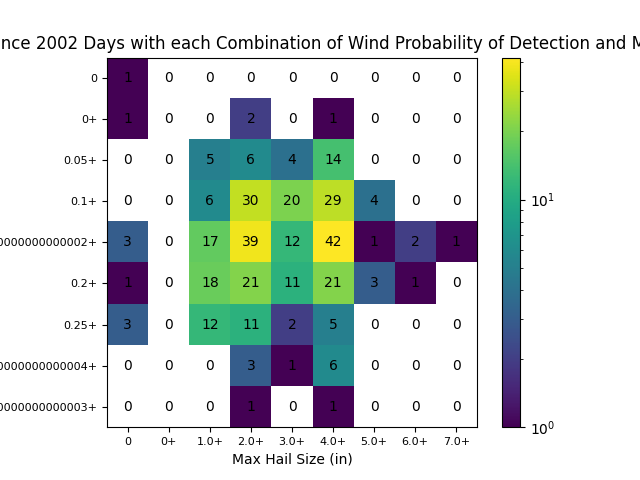 nce 2002 Days with each Combination of Wind Probability of Detection and M
0 1 0 0 0 0 0 0 0 0
0+ 1 0 0 2 0 1 0 0 0
0.05+ 0 0 5 6 4 14 0 0 0
0.1+ 0 0 6 30 20 29 4 0 0
0000000000002+ 3 0 17 39 12 42 1 2 1
0.2+ 1 0 18 21 11 21 3 1 0
0.25+ 3 0 12 11 2 5 0 0 0
0000000000004+ 0 0 0 3 1 6 0 0 0
0000000000003+ 0 0 0 1 0 1 0 0 0
0 0+ 1.0+ 2.0+ 3.0+ 4.0+ 5.0+ 6.0+ 7.0+
Max Hail Size (in)
10¹
10⁰